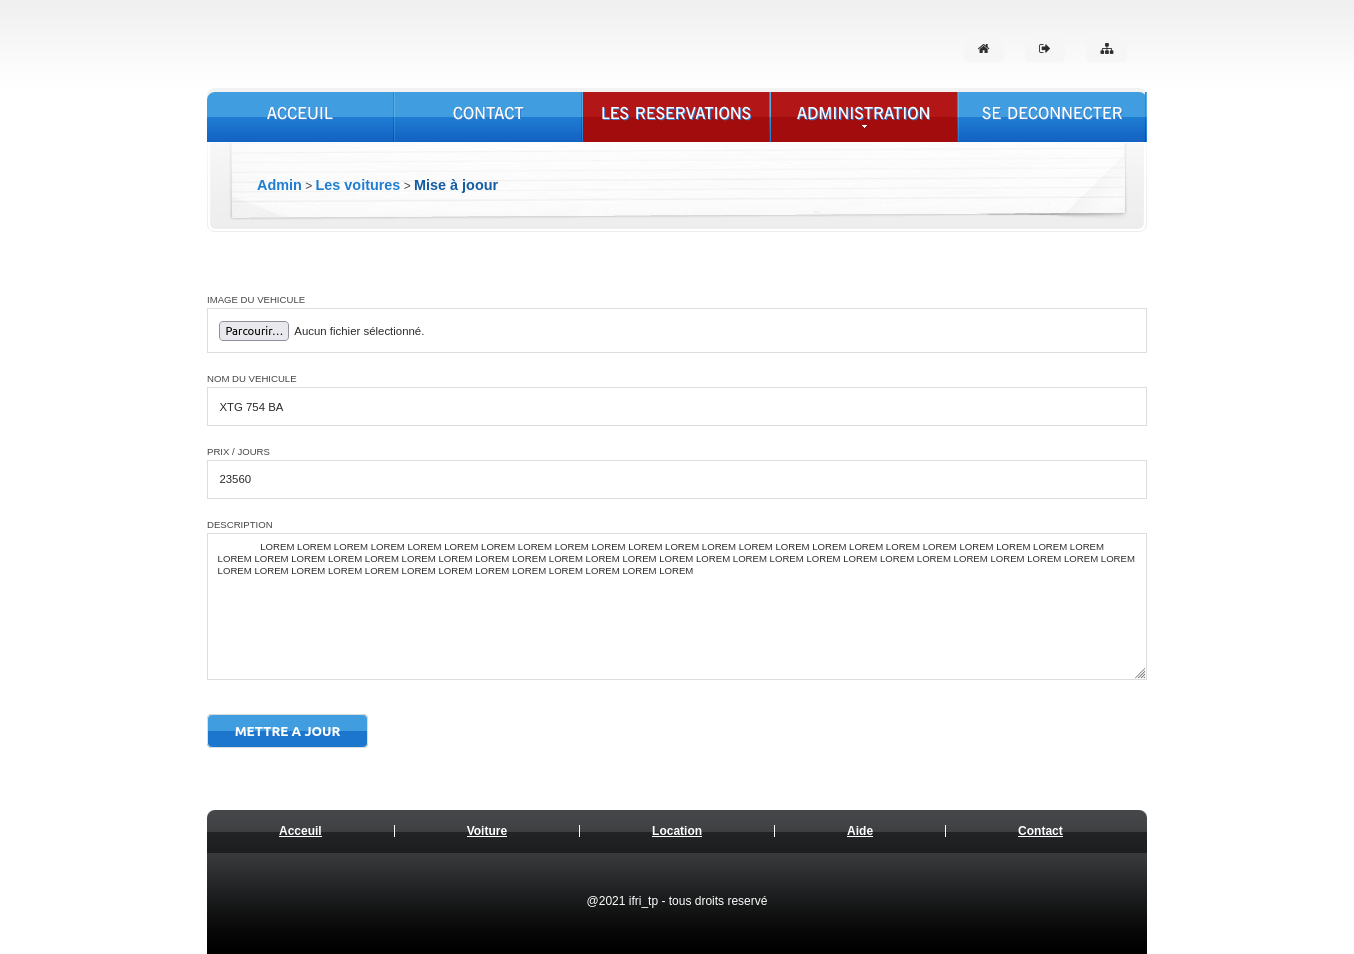 ACCEUIL CONTACT LES RESERVATIONS ADMINISTRATION SE DECONNECTER
Admin > Les voitures > Mise à joour
IMAGE DU VEHICULE
Parcourir... Aucun fichier sélectionné.
NOM DU VEHICULE
XTG 754 BA
PRIX / JOURS
23560
DESCRIPTION
LOREM LOREM LOREM LOREM LOREM LOREM LOREM LOREM LOREM LOREM LOREM LOREM LOREM LOREM LOREM LOREM LOREM LOREM LOREM LOREM LOREM LOREM LOREM
LOREM LOREM LOREM LOREM LOREM LOREM LOREM LOREM LOREM LOREM LOREM LOREM LOREM LOREM LOREM LOREM LOREM LOREM LOREM LOREM LOREM LOREM LOREM LOREM LOREM
LOREM LOREM LOREM LOREM LOREM LOREM LOREM LOREM LOREM LOREM LOREM LOREM LOREM
METTRE A JOUR
Acceuil Voiture Location Aide Contact
@2021 ifri_tp - tous droits reservé